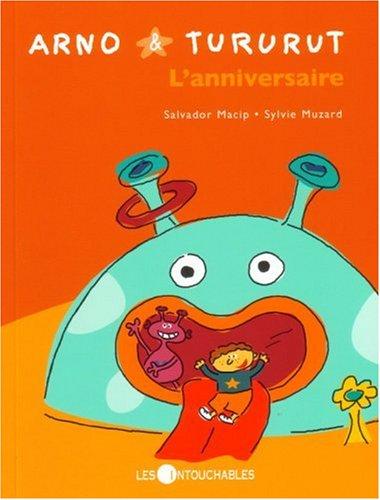 ARNO & TURURUT
L'anniversaire
Salvador Macip • Sylvie Muzard
LES INTOUCHABLES